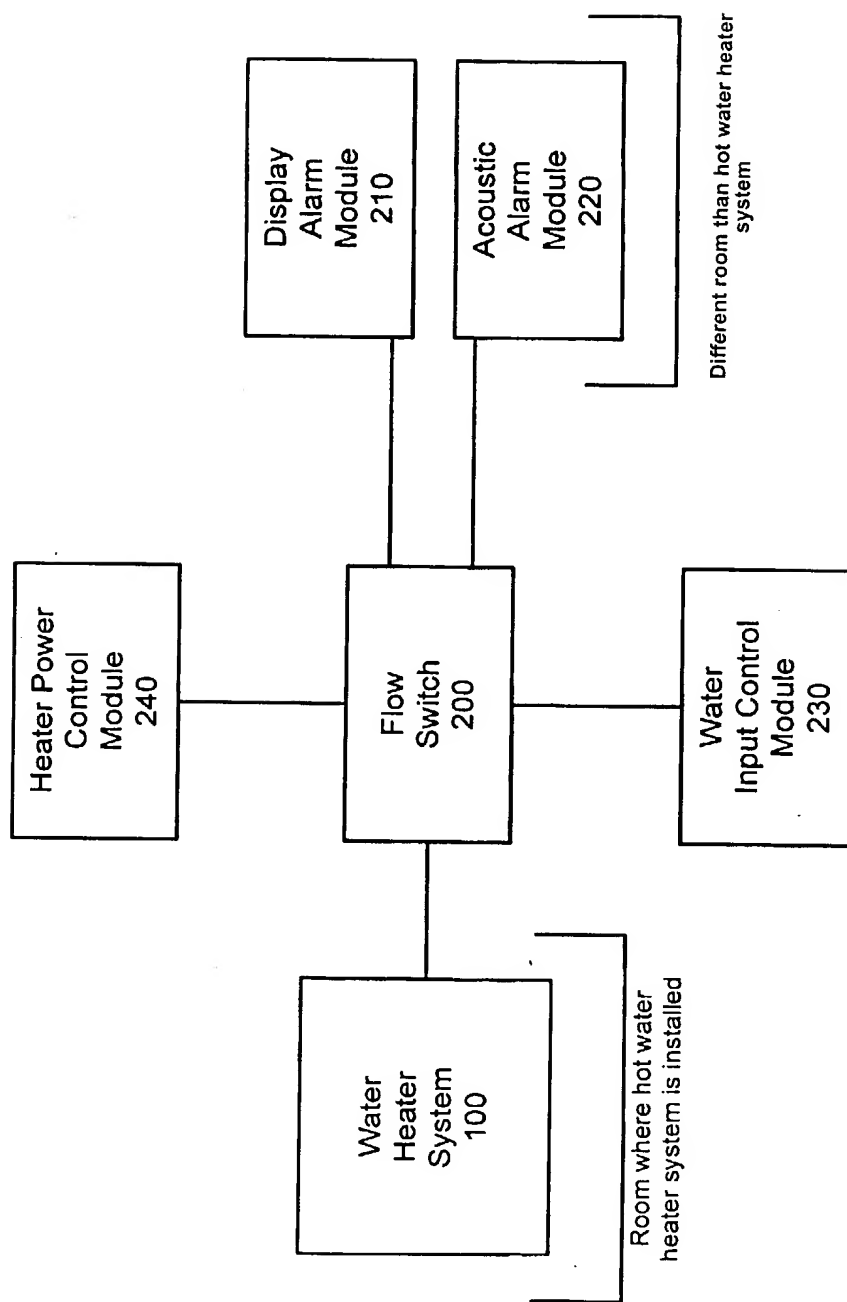 Heater Power
Control
Module
240
Display
Alarm
Module
210
Water
Heater
System
100
Flow
Switch
200
Acoustic
Alarm
Module
220
Room where hot water
heater system is installed
Water
Input Control
Module
230
Different room than hot water heater
system